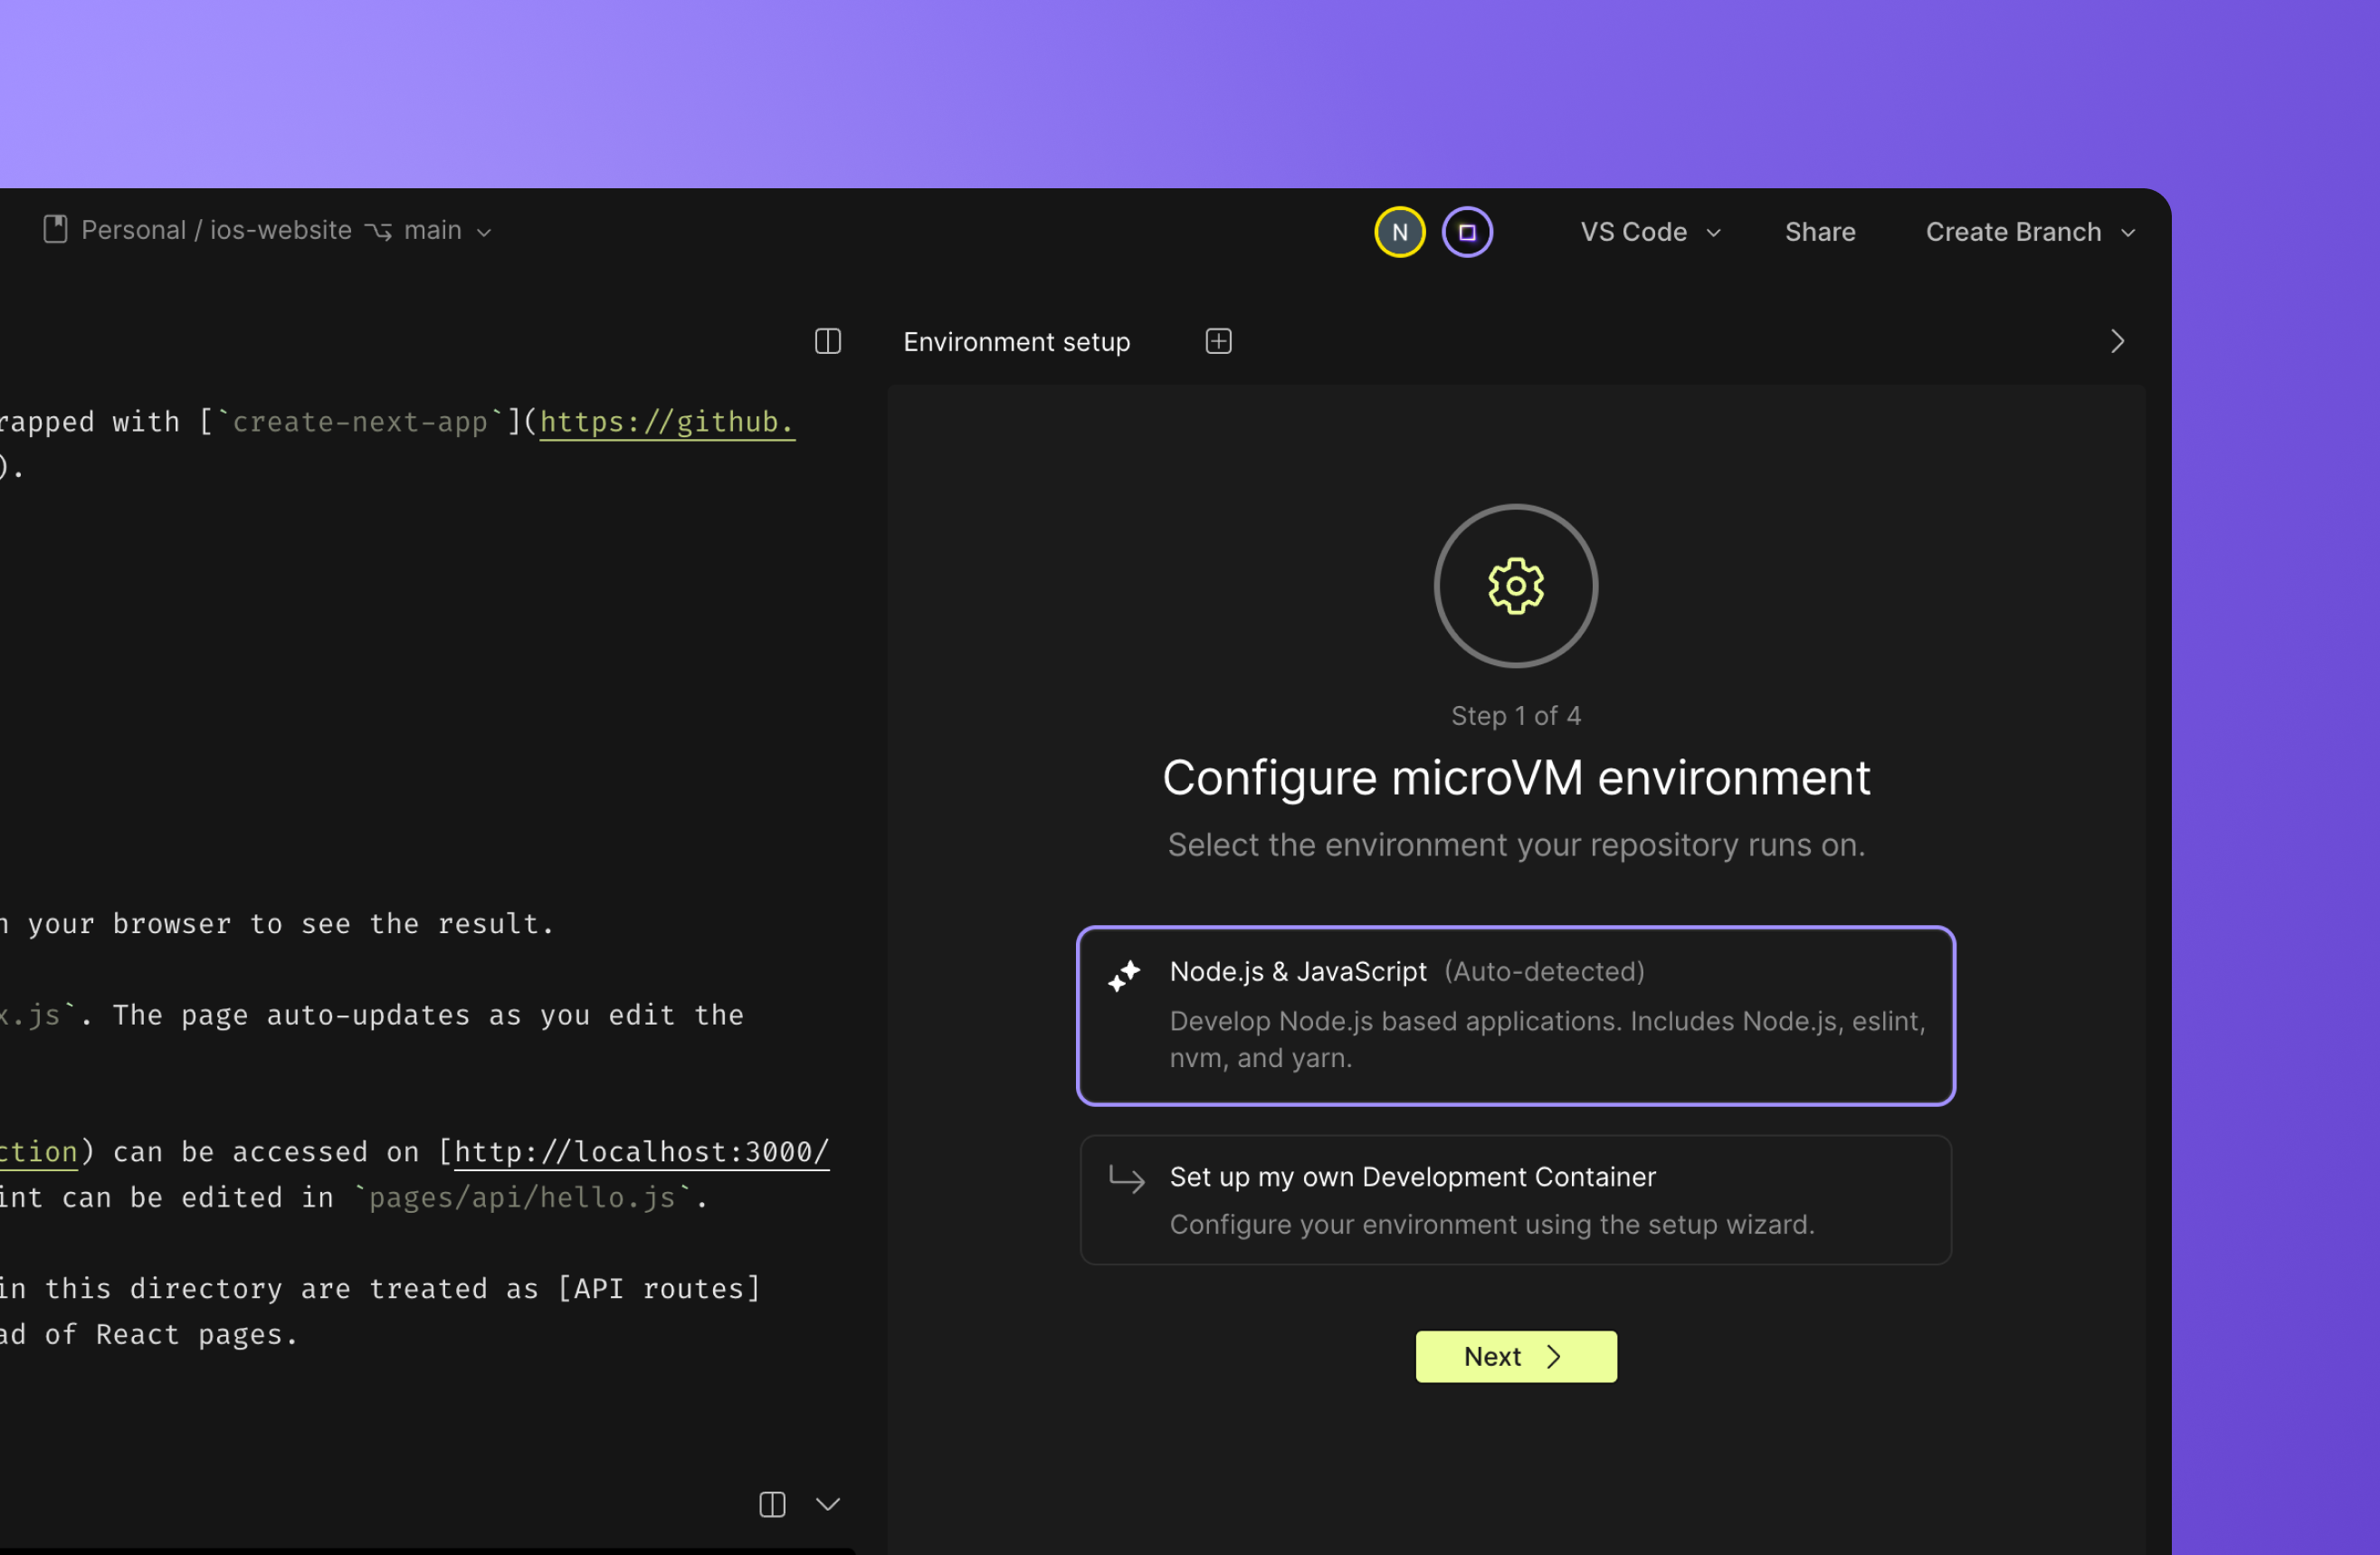 Personal / ios-website main
N
VS Code
Share
Create Branch
Environment setup
rapped with [`create-next-app`](https://github.
).
your browser to see the result.
x.js`. The page auto-updates as you edit the
ction) can be accessed on [http://localhost:3000/
int can be edited in `pages/api/hello.js`.
in this directory are treated as [API routes]
ad of React pages.
Step 1 of 4
Configure microVM environment
Select the environment your repository runs on.
Node.js & JavaScript (Auto-detected)
Develop Node.js based applications. Includes Node.js, eslint,
nvm, and yarn.
Set up my own Development Container
Configure your environment using the setup wizard.
Next